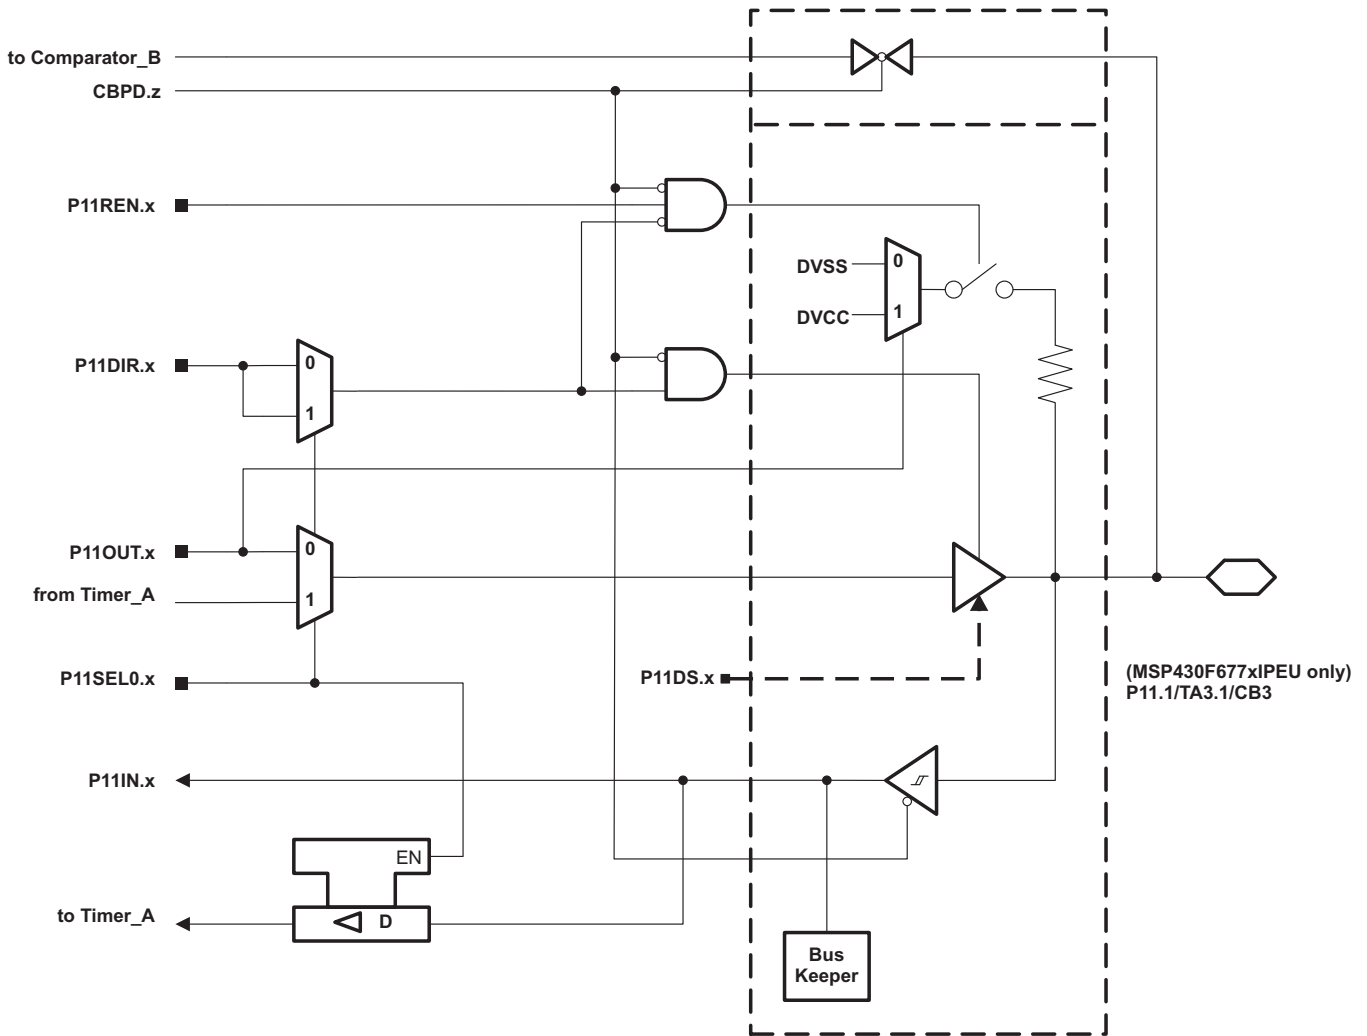 to Comparator_B
CBPD.z
P11REN.x
DVSS
0
DVCC
1
P11DIR.x
0
1
P11OUT.x
0
from Timer_A
1
P11SEL0.x
P11DS.x
(MSP430F677xIPEU only)
P11.1/TA3.1/CB3
P11IN.x
EN
to Timer_A
D
Bus
Keeper